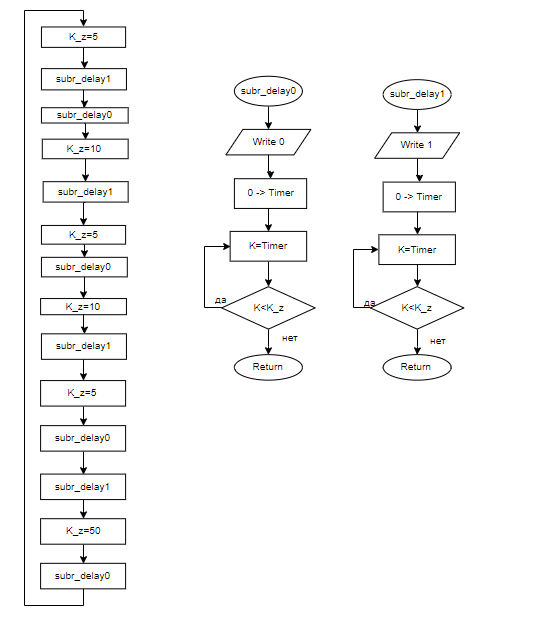 K_z=5
subr_delay1
subr_delay0
K_z=10
subr_delay1
K_z=5
subr_delay0
K_z=10
subr_delay1
K_z=5
subr_delay0
subr_delay1
K_z=50
subr_delay0
subr_delay0
Write 0
0 -> Timer
K=Timer
K<K_z
да
нет
Return
subr_delay1
Write 1
0 -> Timer
K=Timer
K<K_z
да
нет
Return